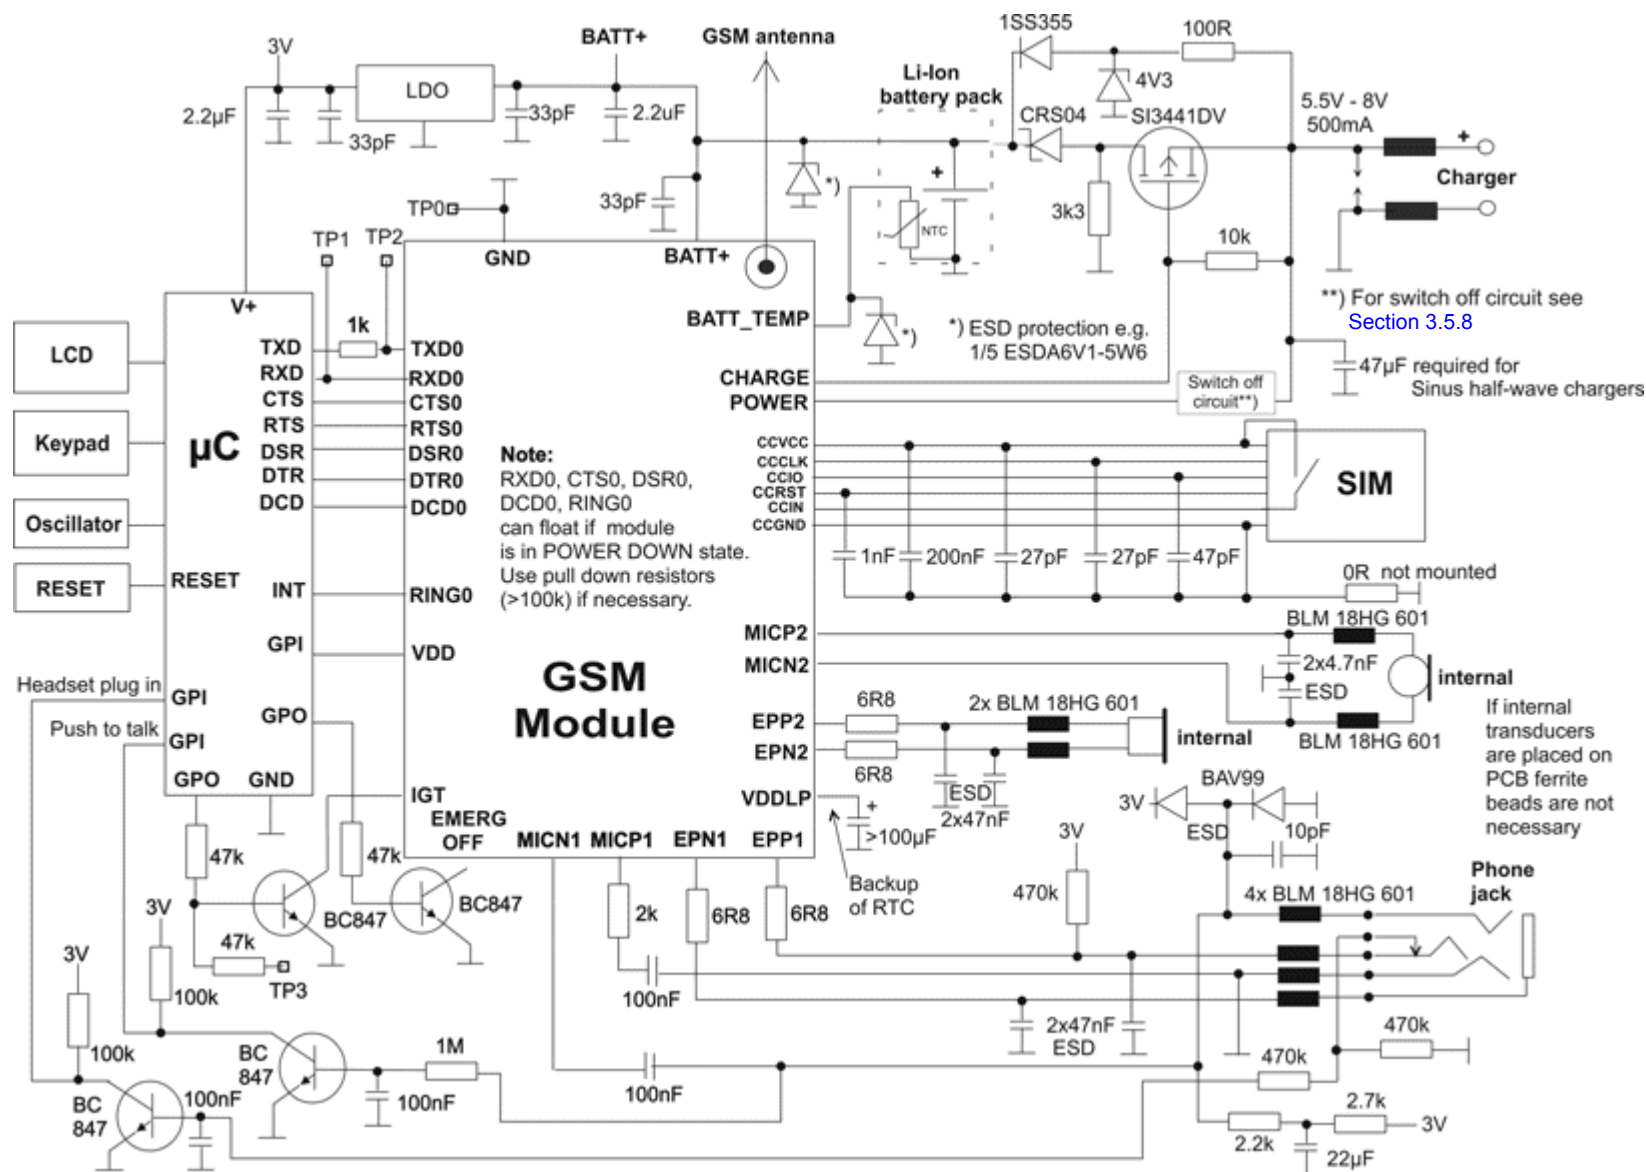 1SS355
100R
3V
BATT+
GSM antenna
Li-Ion
battery pack
LDO
4V3
5.5V - 8V
500mA
2.2µF
33pF
33pF
2.2uF
CRS04
SI3441DV
+
+
Charger
*)
33pF
TP0
NTC
3k3
10k
TP1
TP2
GND
BATT+
V+
BATT_TEMP
*)
*) ESD protection e.g.
1/5 ESDA6V1-5W6
**) For switch off circuit see
Section 3.5.8
LCD
Keypad
Oscillator
RESET
µC
1k
TXD
RXD
CTS
RTS
DSR
DTR
DCD
RESET
INT
GPI
TXD0
RXD0
CTS0
RTS0
DSR0
DTR0
DCD0
RING0
VDD
CHARGE
POWER
Switch off
circuit**)
47µF required for
Sinus half-wave chargers
Note:
RXD0, CTS0, DSR0,
DCD0, RING0
can float if module
is in POWER DOWN state.
Use pull down resistors
(>100k) if necessary.
CCVCC
CCCLK
CCIO
CCRST
CCIN
CCGND
SIM
1nF
200nF
27pF
27pF
47pF
0R not mounted
BLM 18HG 601
MICP2
MICN2
2x4.7nF
ESD
internal
BLM 18HG 601
GSM
Module
Headset plug in
GPI
Push to talk
GPI
GPO
GPO
GND
6R8
2x BLM 18HG 601
EPP2
EPN2
6R8
internal
ESD
2x47nF
If internal
transducers
are placed on
PCB ferrite
beads are not
necessary
IGT
EMERG
OFF
VDDLP
+
>100µF
Backup
of RTC
3V
BAV99
ESD
10pF
MICN1
MICP1
EPN1
EPP1
3V
470k
4x BLM 18HG 601
Phone
jack
47k
47k
BC847
BC847
2k
6R8
6R8
3V
47k
TP3
100k
3V
100k
100nF
2x47nF
ESD
BC
847
1M
100nF
100nF
BC
847
100nF
470k
470k
2.2k
2.7k
3V
22µF